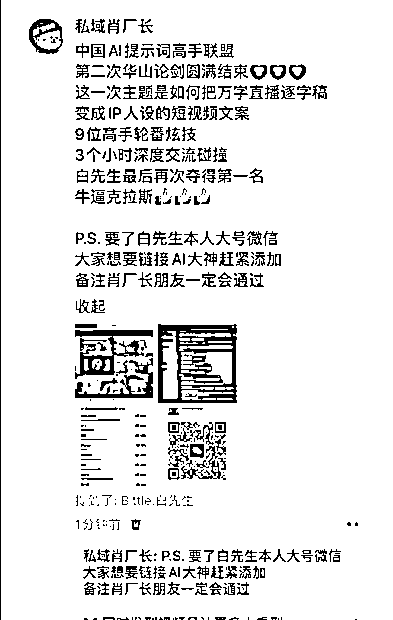 私域肖厂长
中国AI提示词高手联盟
第二次华山论剑圆满结束
这一次主题是如何把万字直播逐字稿
变成IP人设的短视频文案
9位高手轮番炫技
3个小时深度交流碰撞
白先生最后再次夺得第一名
牛逼克拉斯
P.S. 要了白先生本人大号微信
大家想要链接AI大神赶紧添加
备注肖厂长朋友一定会通过
收起
提到了: Bittle.白先生
1分钟前
私域肖厂长: P.S. 要了白先生本人大号微信
大家想要链接AI大神赶紧添加
备注肖厂长朋友一定会通过